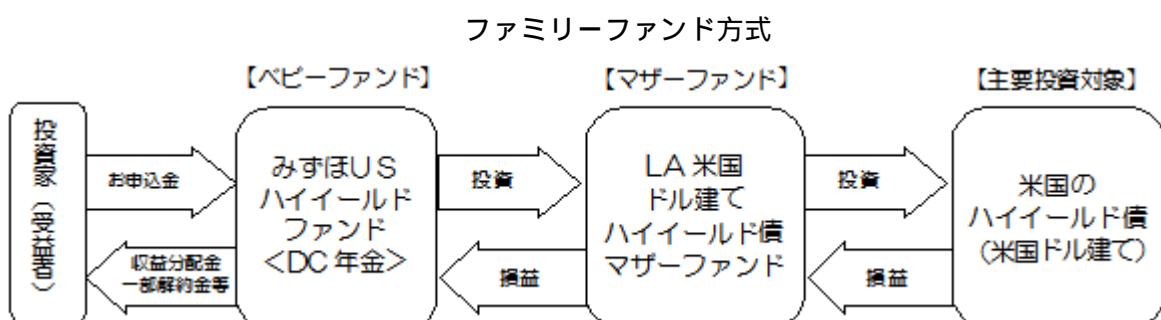 ファミリーファンド方式
【ベビーファンド】
【マザーファンド】
【主要投資対象】
投資家（受益者）
お申込金
収益分配金
一部解約金等
みずほＵＳ
ハイイールド
ファンド
＜DC 年金＞
投資
損益
ＬＡ米国
ドル建て
ハイイールド債
マザーファンド
投資
損益
米国の
ハイイールド債
（米国ドル建て）